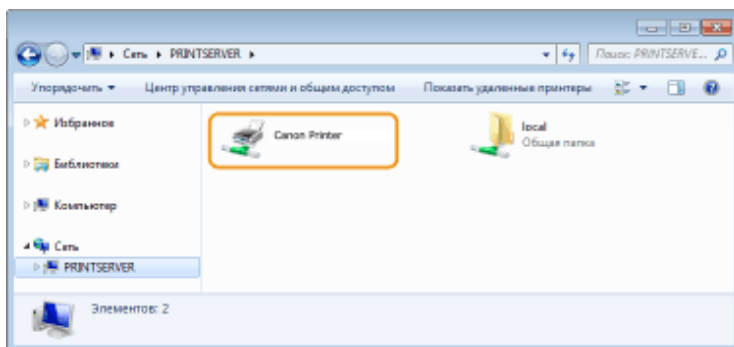 Сеть ▸ PRINTSERVER ▸
Поиск: PRINTSERVE...
Упорядочить
Центр управления сетями и общим доступом
Показать удаленные принтеры
Избранное
Библиотеки
Компьютер
Сеть
PRINTSERVER
Canon Printer
local
Общая папка
Элементов: 2